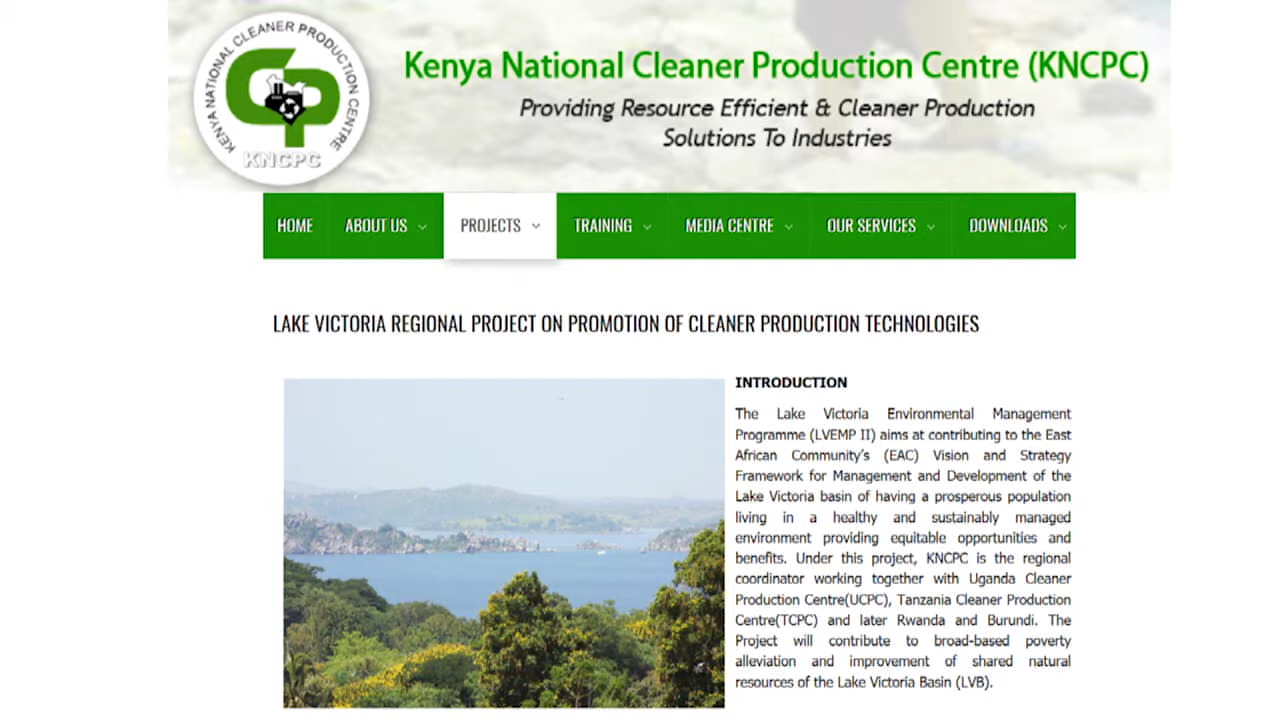 KENYA NATIONAL CLEANER PRODUCTION CENTRE
CP
KNCPC
Kenya National Cleaner Production Centre (KNCPC)
Providing Resource Efficient & Cleaner Production
Solutions To Industries
HOME ABOUT US PROJECTS TRAINING MEDIA CENTRE OUR SERVICES DOWNLOADS
LAKE VICTORIA REGIONAL PROJECT ON PROMOTION OF CLEANER PRODUCTION TECHNOLOGIES
INTRODUCTION
The Lake Victoria Environmental Management
Programme (LVEMP II) aims at contributing to the East
African Community's (EAC) Vision and Strategy
Framework for Management and Development of the
Lake Victoria basin of having a prosperous population
living in a healthy and sustainably managed
environment providing equitable opportunities and
benefits. Under this project, KNCPC is the regional
coordinator working together with Uganda Cleaner
Production Centre(UCPC), Tanzania Cleaner Production
Centre(TCPC) and later Rwanda and Burundi. The
Project will contribute to broad-based poverty
alleviation and improvement of shared natural
resources of the Lake Victoria Basin (LVB).